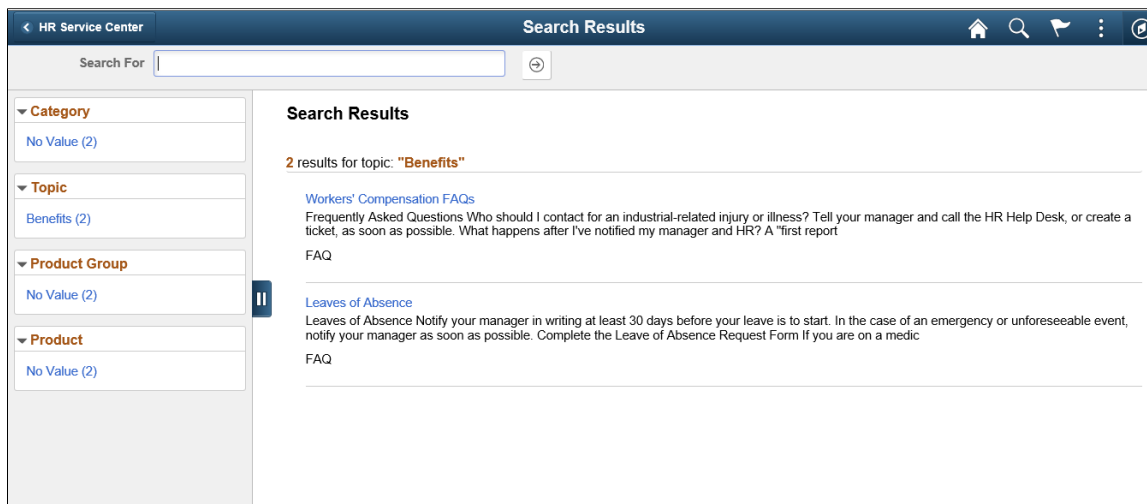 HR Service Center
Search Results
Search For
Category
No Value (2)
Topic
Benefits (2)
Product Group
No Value (2)
Product
No Value (2)
Search Results
2 results for topic: "Benefits"
Workers' Compensation FAQs
Frequently Asked Questions Who should I contact for an industrial-related injury or illness? Tell your manager and call the HR Help Desk, or create a
ticket, as soon as possible. What happens after I've notified my manager and HR? A "first report
FAQ
Leaves of Absence
Leaves of Absence Notify your manager in writing at least 30 days before your leave is to start. In the case of an emergency or unforeseeable event,
notify your manager as soon as possible. Complete the Leave of Absence Request Form If you are on a medic
FAQ